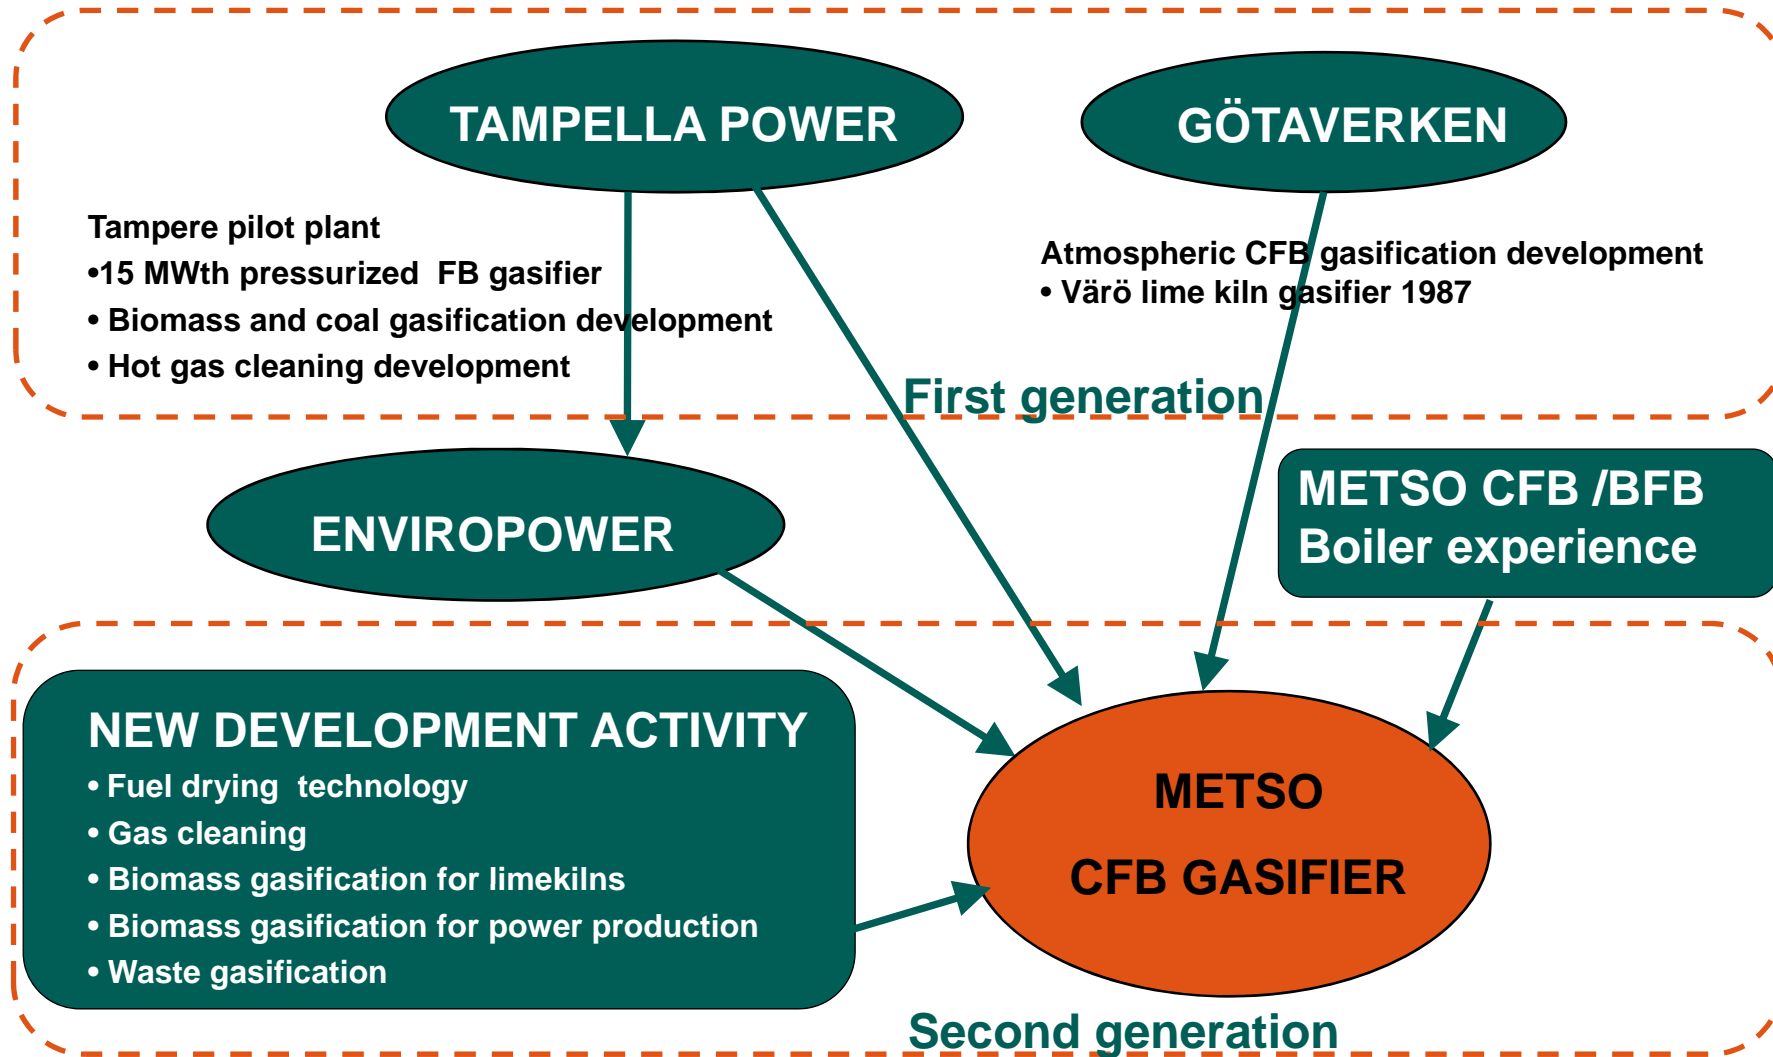 TAMPELLA POWER
GÖTAVERKEN
Tampere pilot plant
•15 MWth pressurized  FB gasifier
• Biomass and coal gasification development
• Hot gas cleaning development
Atmospheric CFB gasification development
• Värö lime kiln gasifier 1987
First generation
ENVIROPOWER
METSO CFB /BFB
Boiler experience
NEW DEVELOPMENT ACTIVITY
• Fuel drying  technology
• Gas cleaning
• Biomass gasification for limekilns
• Biomass gasification for power production
• Waste gasification
METSO
CFB GASIFIER
Second generation